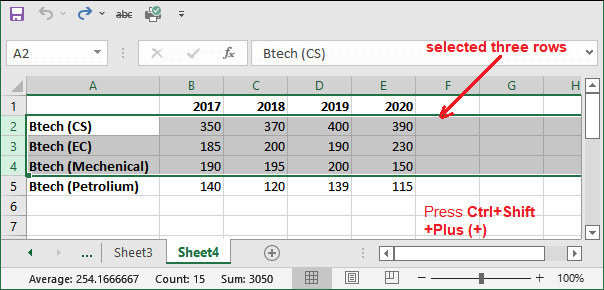 abc
A2 fx Btech (CS) selected three rows
A B C D E F G H
1 2017 2018 2019 2020
2 Btech (CS) 350 370 400 390
3 Btech (EC) 185 200 190 230
4 Btech (Mechenical) 190 195 200 150
5 Btech (Petrolium) 140 120 139 115
6 Press Ctrl+Shift
7 +Plus (+)
... Sheet3 Sheet4
Average: 254.1666667 Count: 15 Sum: 3050 100%